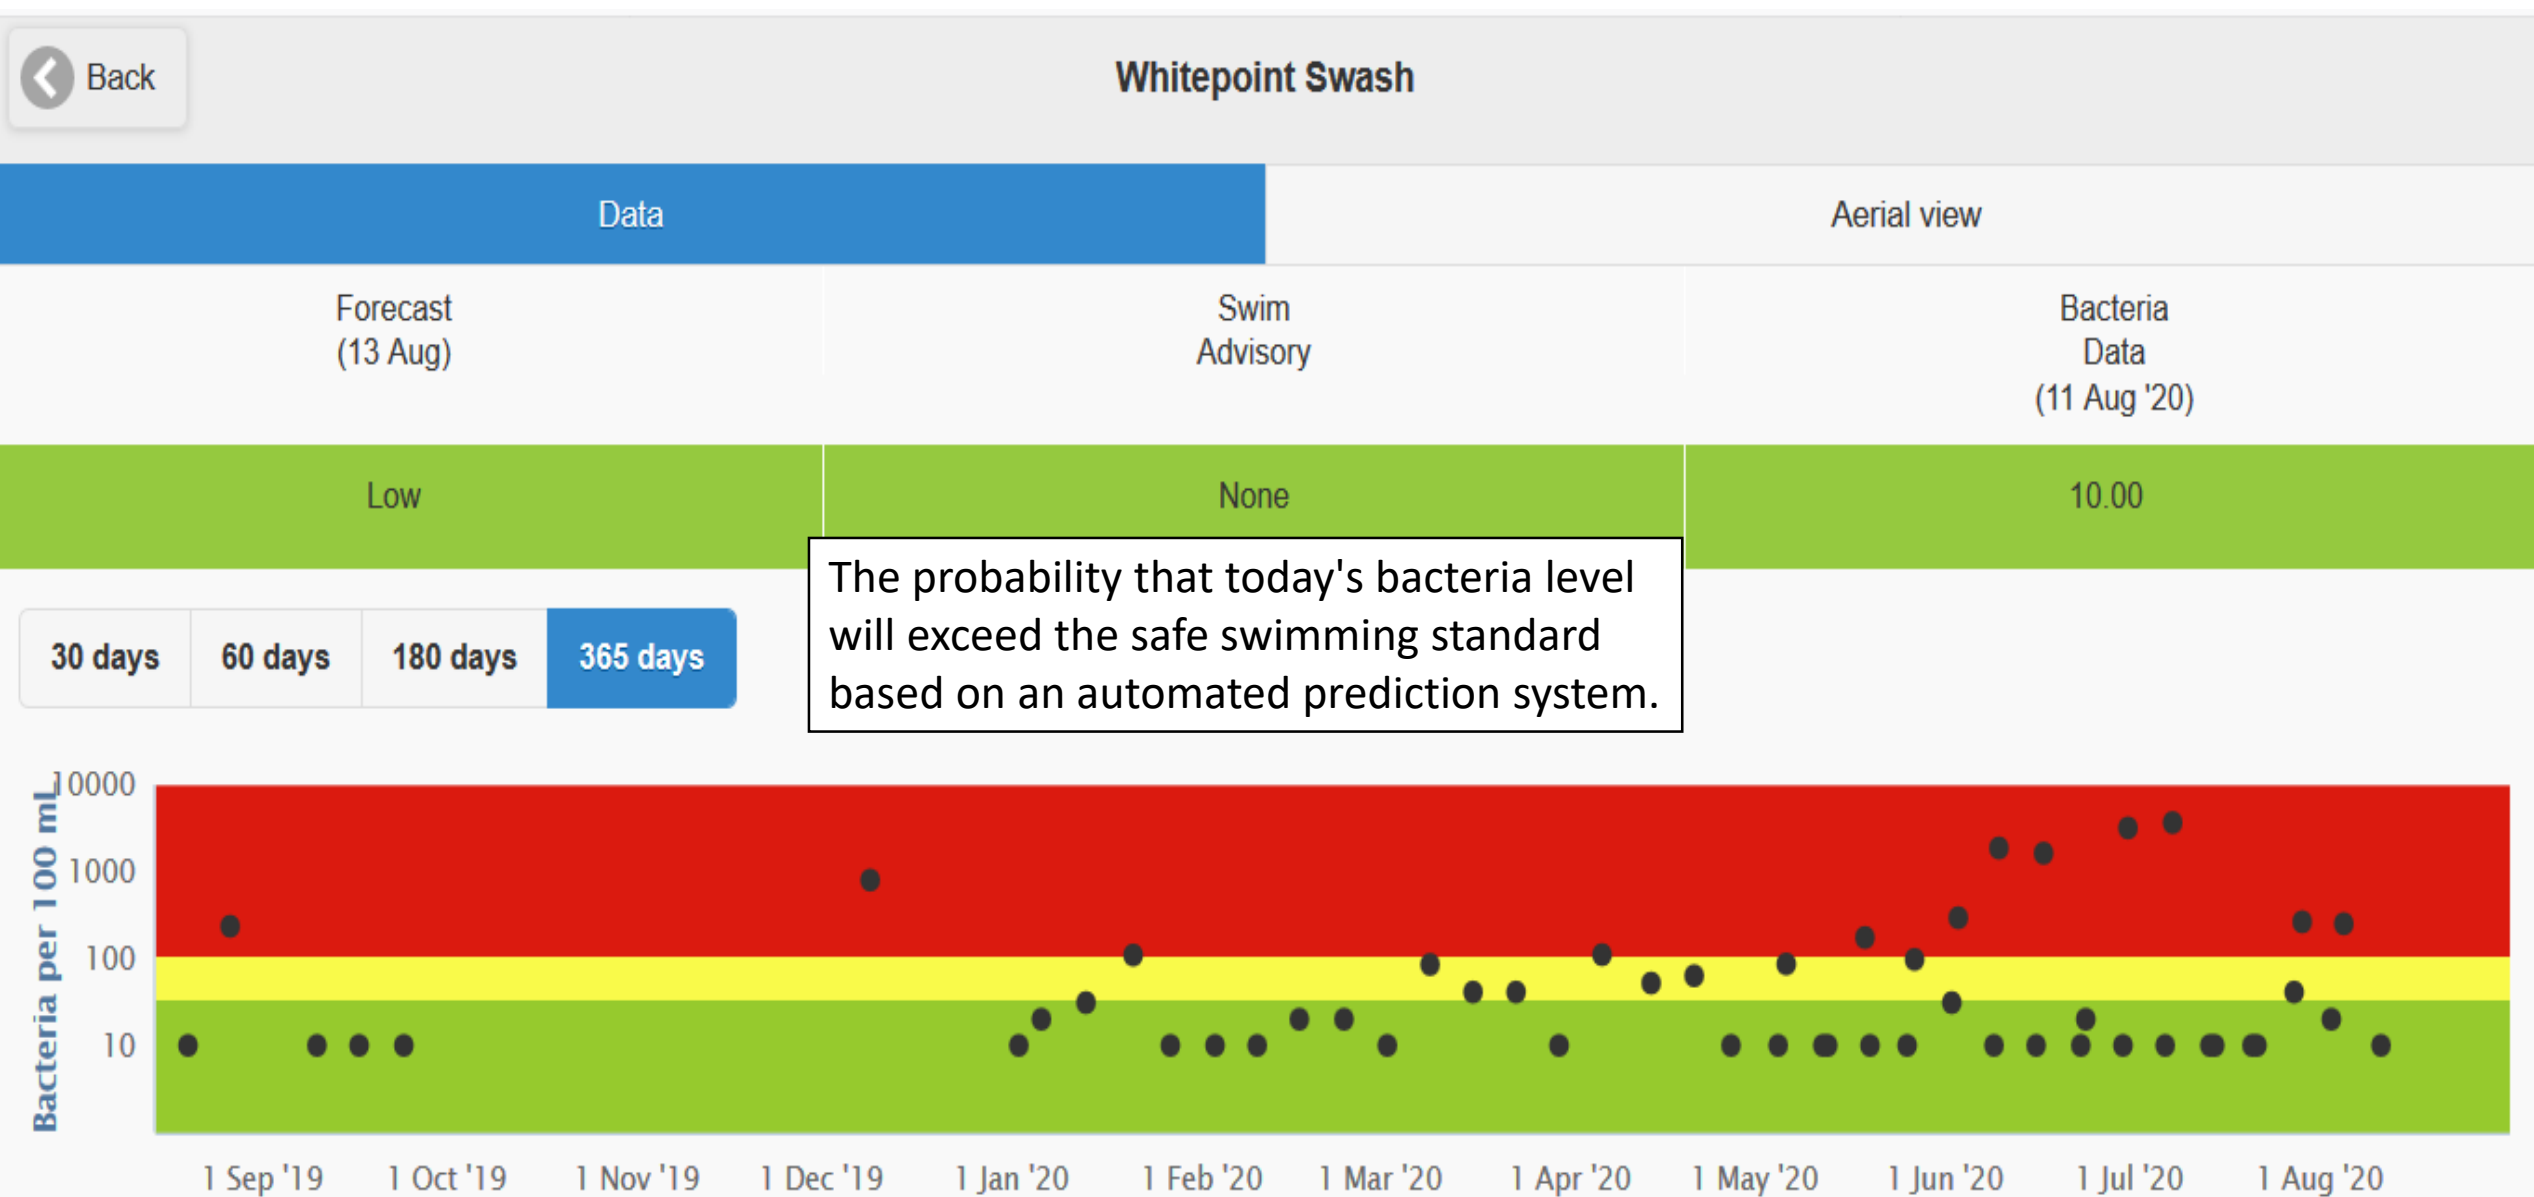 Back
Whitepoint Swash
Data
Aerial view
Forecast
(13 Aug)
Swim
Advisory
Bacteria
Data
(11 Aug '20)
Low
None
10.00
The probability that today's bacteria level
will exceed the safe swimming standard
based on an automated prediction system.
30 days
60 days
180 days
365 days
Bacteria per 100 mL
10000
1000
100
10
1 Sep '19
1 Oct '19
1 Nov '19
1 Dec '19
1 Jan '20
1 Feb '20
1 Mar '20
1 Apr '20
1 May '20
1 Jun '20
1 Jul '20
1 Aug '20